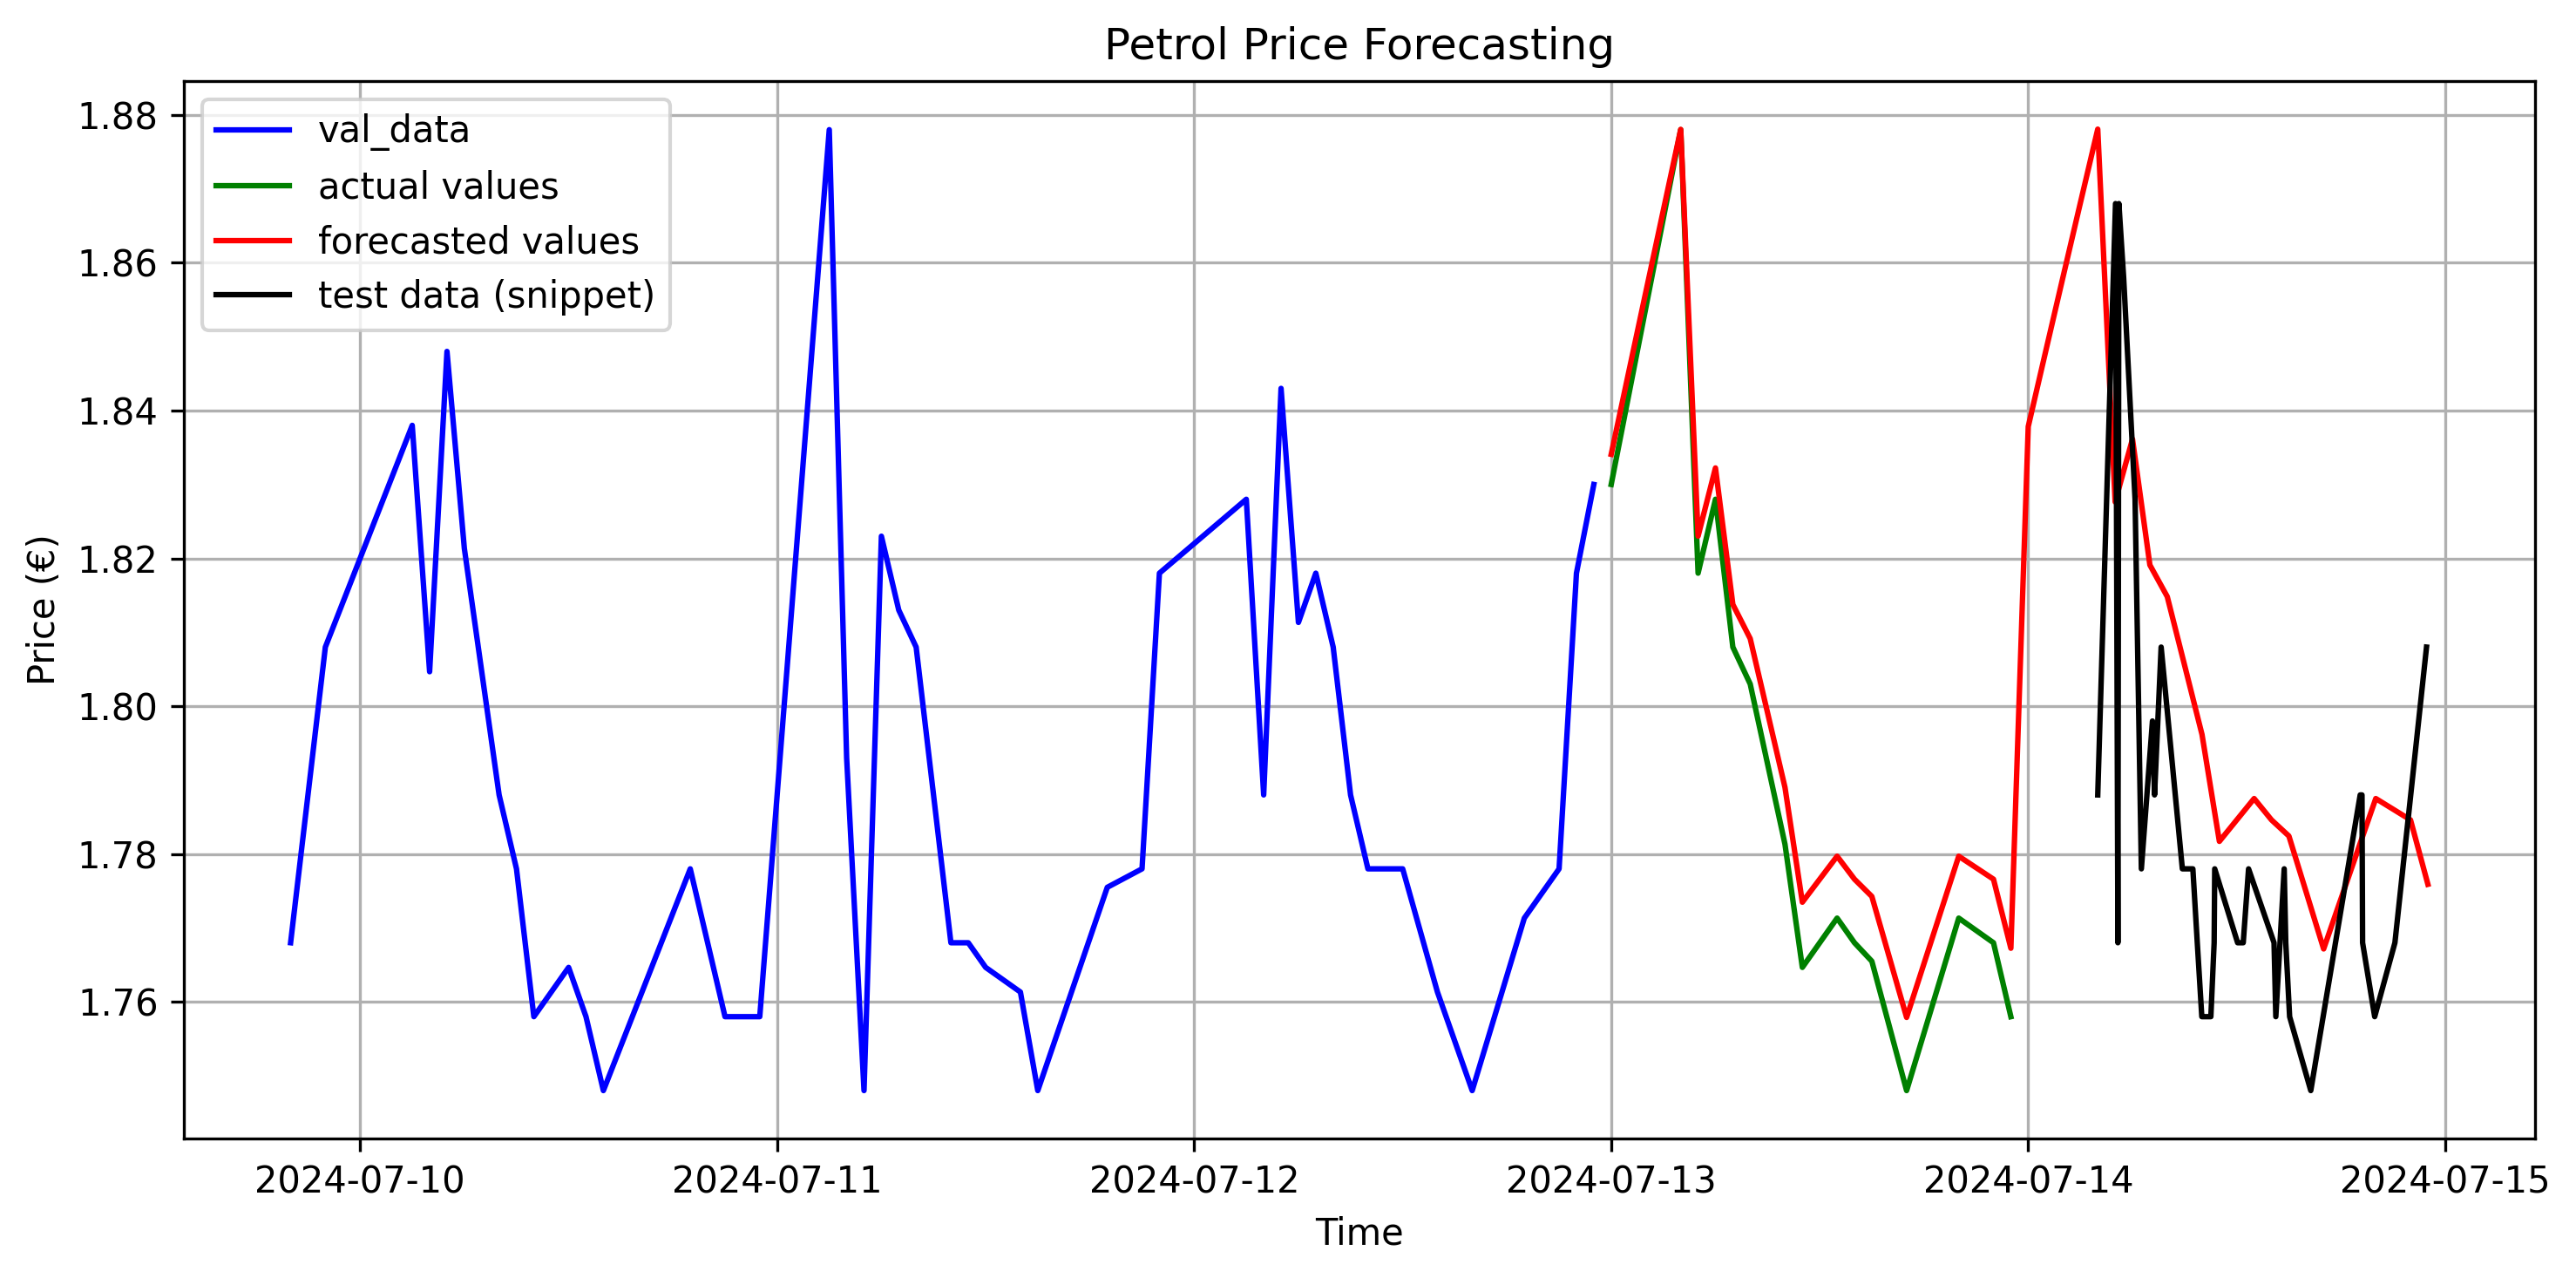 Petrol Price Forecasting
val_data
actual values
forecasted values
test data (snippet)
Price (€)
1.88
1.86
1.84
1.82
1.80
1.78
1.76
2024-07-10
2024-07-11
2024-07-12
2024-07-13
2024-07-14
2024-07-15
Time